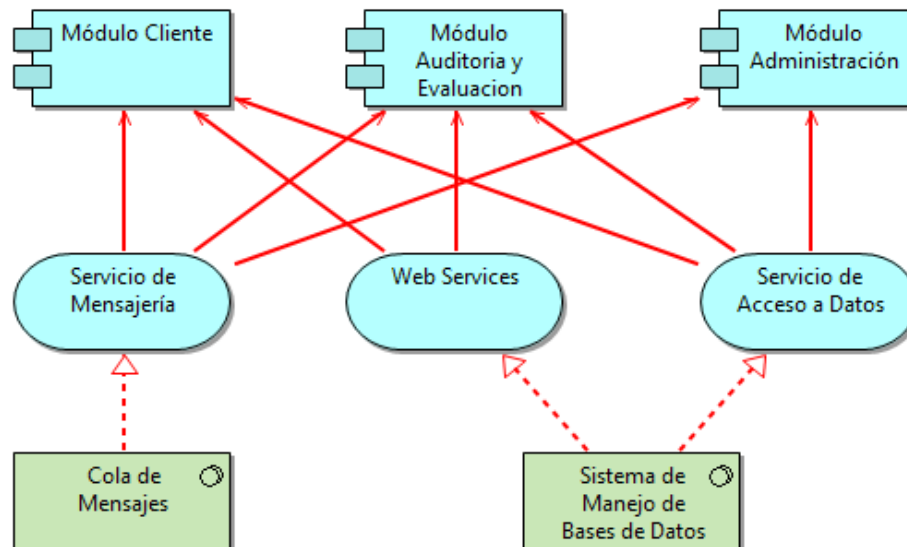 Módulo Cliente
Módulo
Auditoria y
Evaluacion
Módulo
Administración
Servicio de
Mensajería
Web Services
Servicio de
Acceso a Datos
Cola de
Mensajes
Sistema de
Manejo de
Bases de Datos